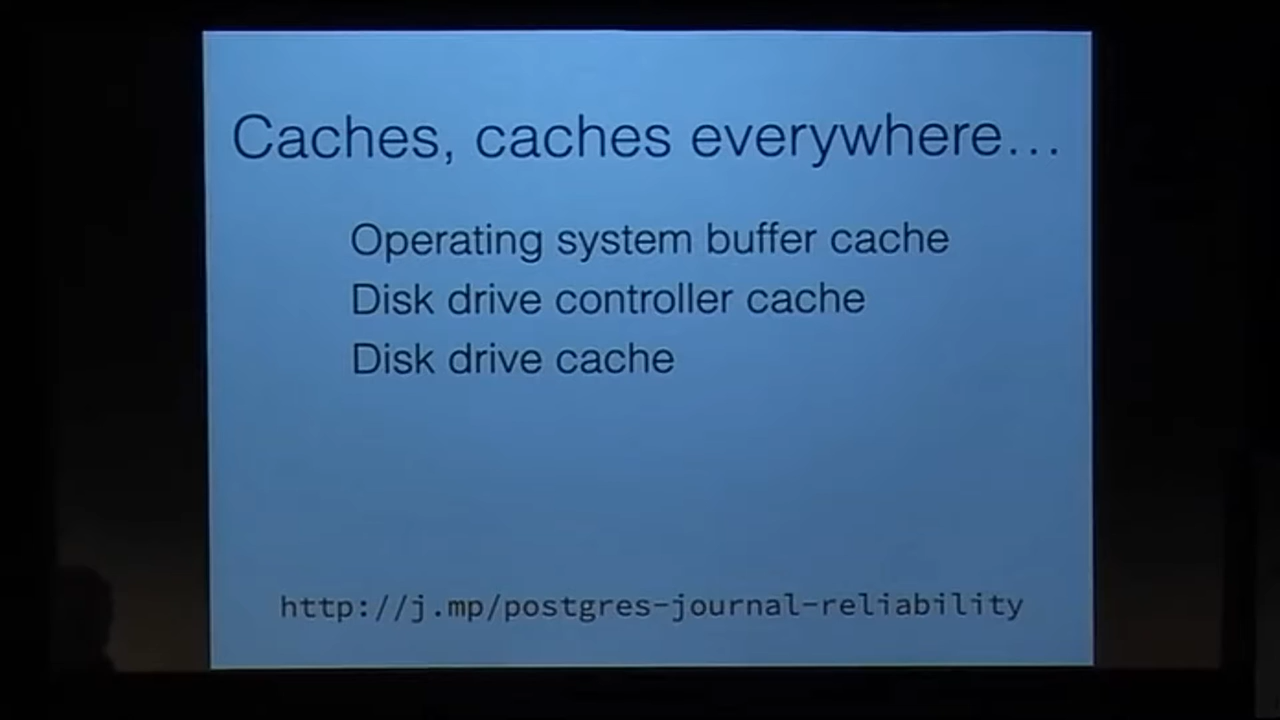 Caches, caches everywhere…
Operating system buffer cache
Disk drive controller cache
Disk drive cache
http://j.mp/postgres-journal-reliability